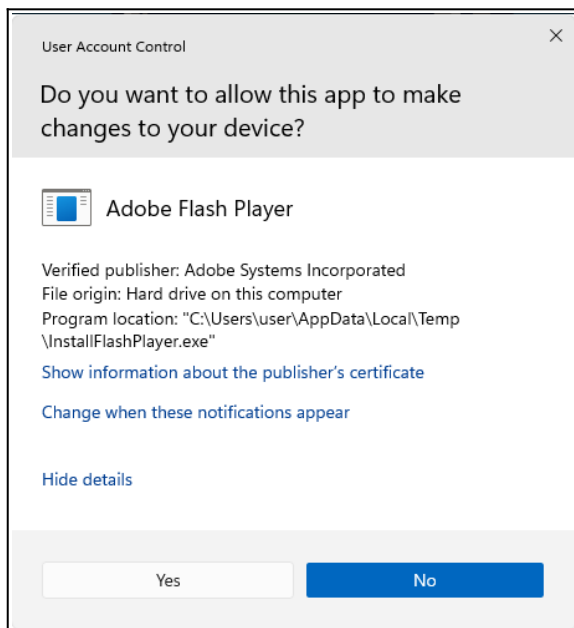 User Account Control
Do you want to allow this app to make
changes to your device?
Adobe Flash Player
Verified publisher: Adobe Systems Incorporated
File origin: Hard drive on this computer
Program location: "C:\Users\user\AppData\Local\Temp
\InstallFlashPlayer.exe"
Show information about the publisher's certificate
Change when these notifications appear
Hide details
Yes
No